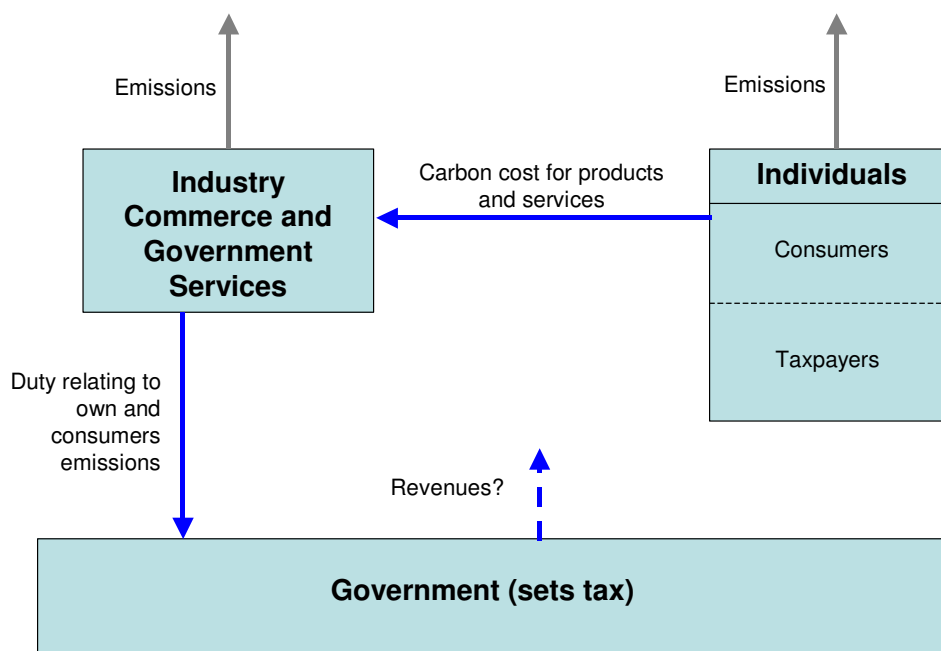 Emissions
Emissions
Industry
Commerce and
Government
Services
Carbon cost for products
and services
Individuals
Consumers
Taxpayers
Duty relating to
own and
consumers
emissions
Revenues?
Government (sets tax)